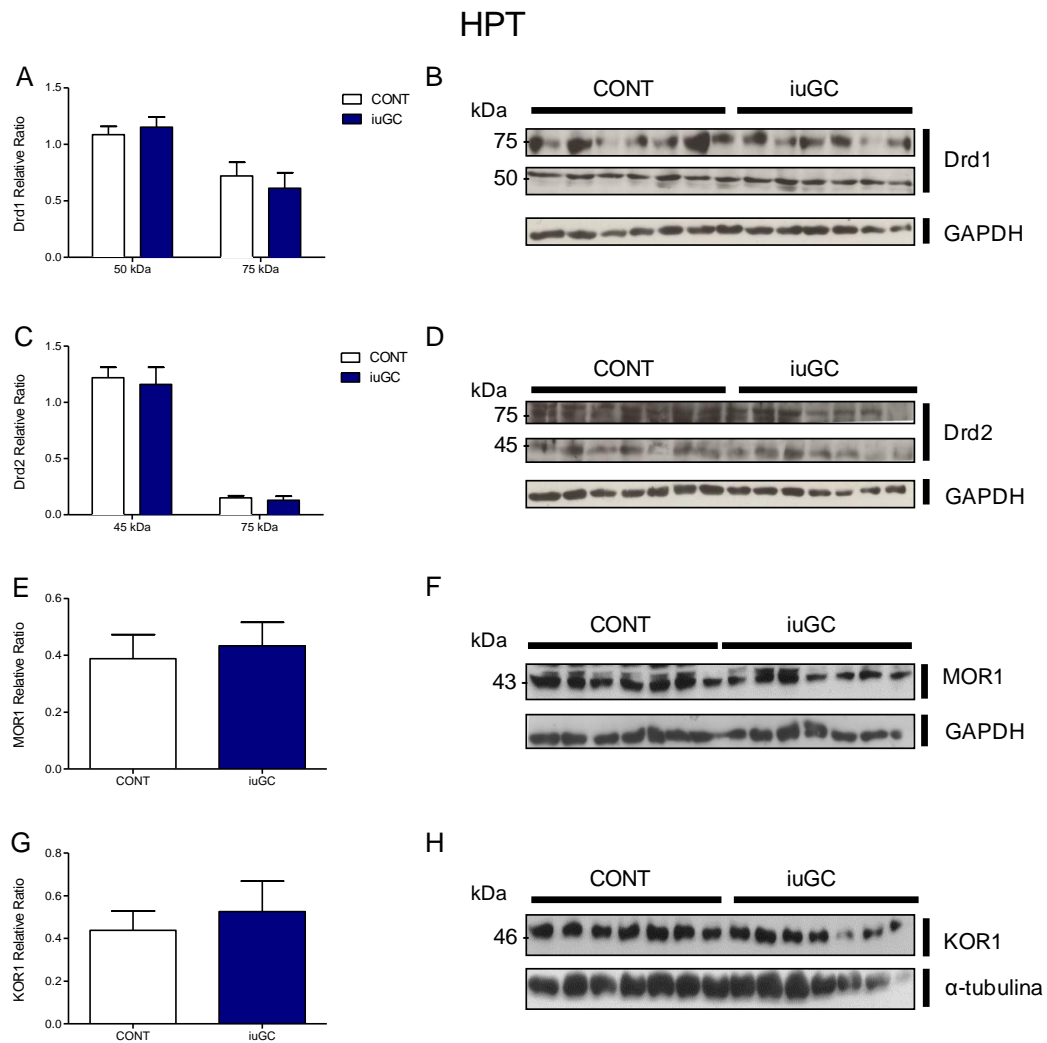 HPT
A
Drd1 Relative Ratio
1.5
1.0
0.5
0.0
50 kDa
75 kDa
CONT
iuGC
B
kDa
CONT
iuGC
75
50
Drd1
GAPDH
C
Drd2 Relative Ratio
1.5
1.0
0.5
0.0
45 kDa
75 kDa
CONT
iuGC
D
kDa
CONT
iuGC
75
45
Drd2
GAPDH
E
MOR1 Relative Ratio
0.6
0.4
0.2
0.0
CONT
iuGC
F
kDa
CONT
iuGC
43
MOR1
GAPDH
G
KOR1 Relative Ratio
0.8
0.6
0.4
0.2
0.0
CONT
iuGC
H
kDa
CONT
iuGC
46
KOR1
α-tubulina